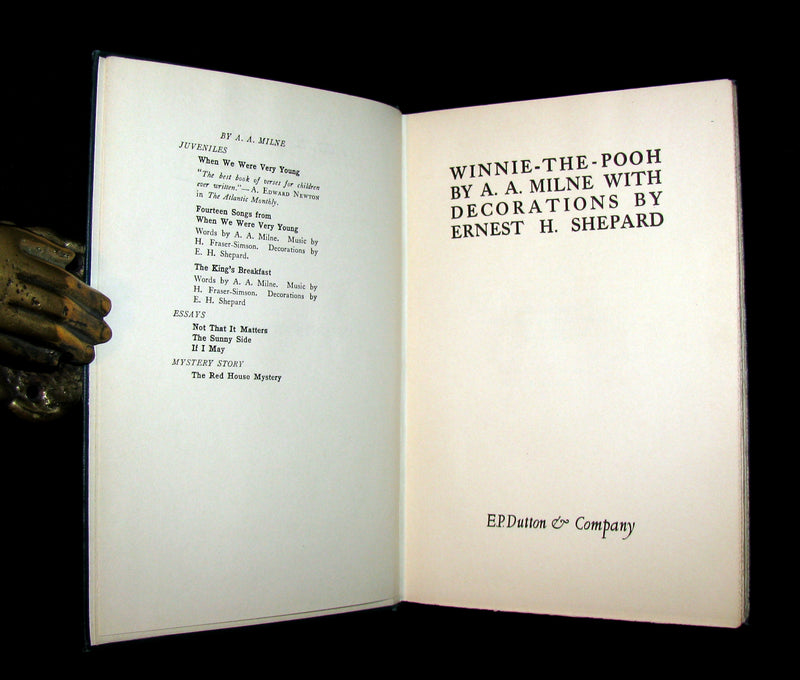 BY A. A. MILNE
JUVENILES
When We Were Very Young
"The best book of verses for children
ever written."—A. EDWARD NEWTON
in The Atlantic Monthly.
Fourteen Songs from
When We Were Very Young
Words by A. A. Milne. Music by
H. Fraser-Simson. Decorations by
E. H. Shepard.
The King's Breakfast
Words by A. A. Milne. Music by
H. Fraser-Simson. Decorations by
E. H. Shepard
ESSAYS
Not That It Matters
The Sunny Side
If I May
MYSTERY STORY
The Red House Mystery
WINNIE-THE-POOH
BY A. A. MILNE WITH
DECORATIONS BY
ERNEST H. SHEPARD
E.P.Dutton & Company